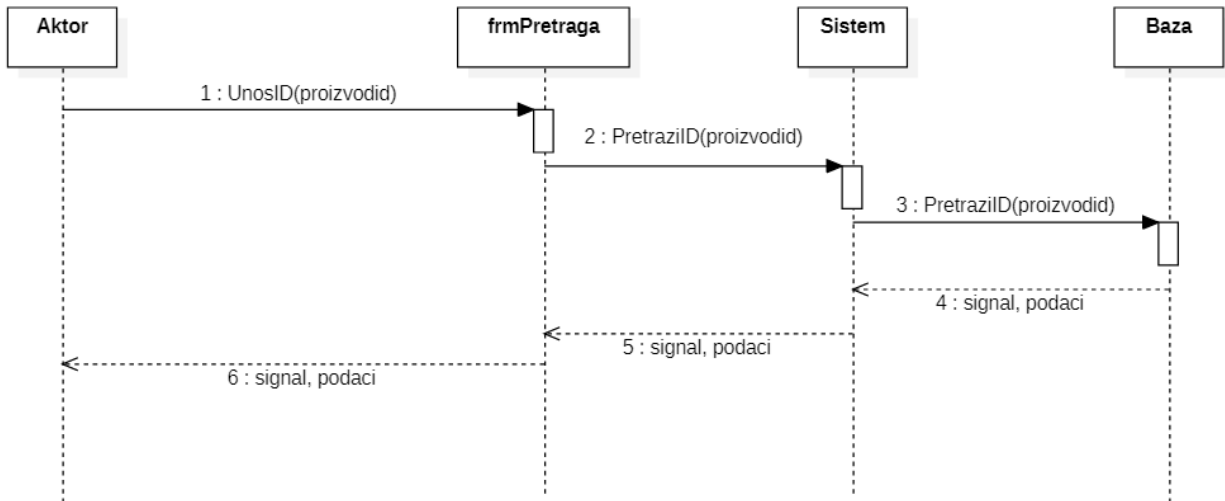 Aktor
frmPretraga
Sistem
Baza
1 : UnosID(proizvodid)
2 : PretraziID(proizvodid)
3 : PretraziID(proizvodid)
4 : signal, podaci
5 : signal, podaci
6 : signal, podaci